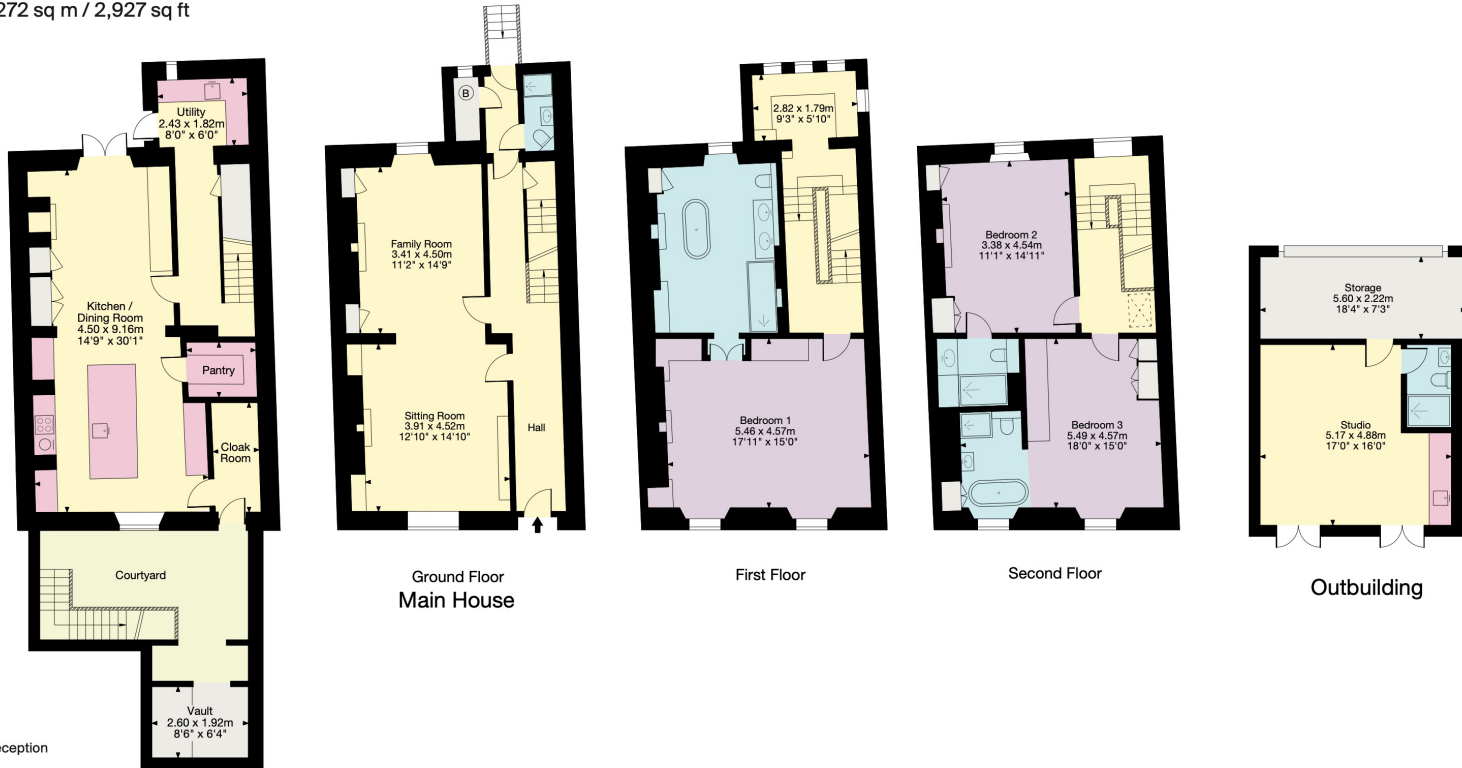 272 sq m / 2,927 sq ft
Utility
2.43 x 1.82m
8'0" x 6'0"
Kitchen /
Dining Room
4.50 x 9.16m
14'9" x 30'1"
Pantry
Cloak
Room
Courtyard
Vault
2.60 x 1.92m
8'6" x 6'4"
eception
B
Family Room
3.41 x 4.50m
11'2" x 14'9"
Sitting Room
3.91 x 4.52m
12'10" x 14'10"
Hall
Ground Floor
Main House
2.82 x 1.79m
9'3" x 5'10"
Bedroom 1
5.46 x 4.57m
17'11" x 15'0"
First Floor
Bedroom 2
3.38 x 4.54m
11'1" x 14'11"
Bedroom 3
5.49 x 4.57m
18'0" x 15'0"
Second Floor
Storage
5.60 x 2.22m
18'4" x 7'3"
Studio
5.17 x 4.88m
17'0" x 16'0"
Outbuilding